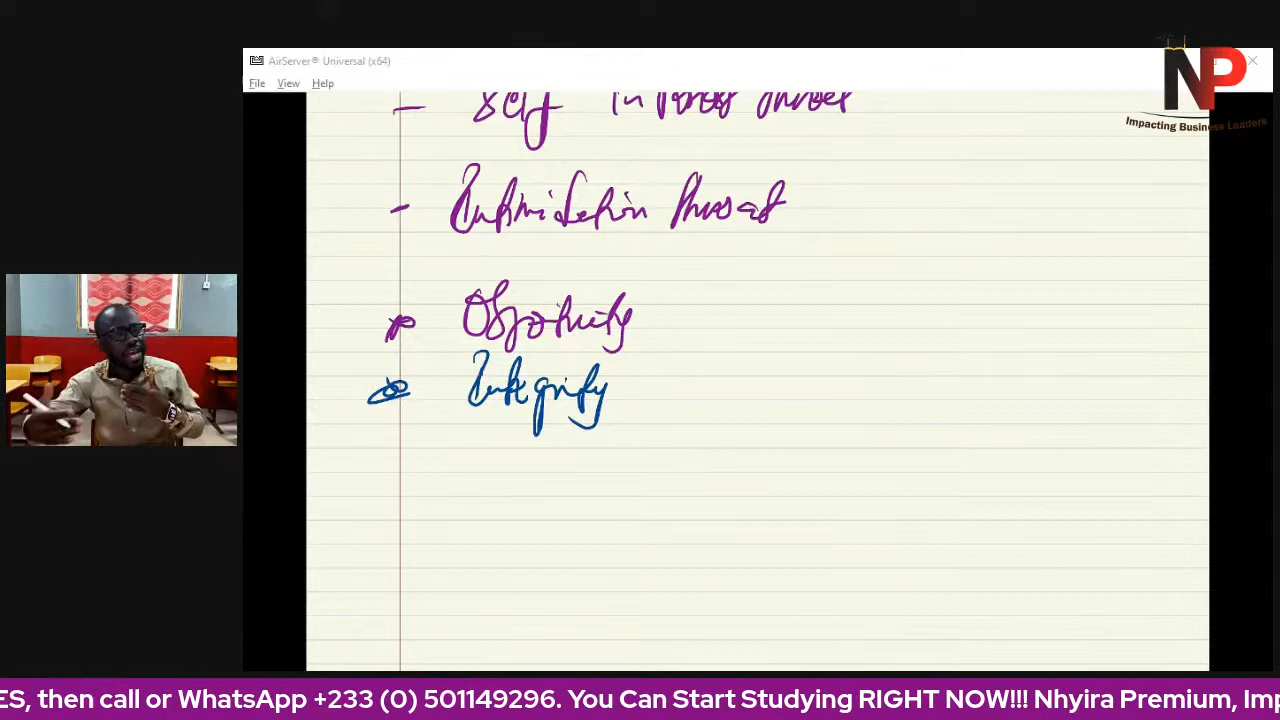 AirServer® Universal (x64)
File View Help
NP
Impacting Business Leaders
- Self interest threat
- Intimidation threat
* Objectivity
Integrity
ES, then call or WhatsApp +233 (0) 501149296. You Can Start Studying RIGHT NOW!!! Nhyira Premium, Imp